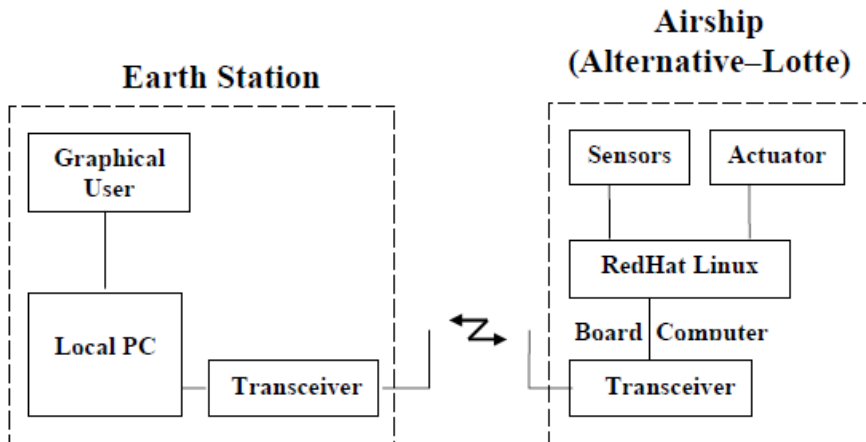 Earth Station
Graphical
User
Local PC
Transceiver
Airship
(Alternative–Lotte)
Sensors
Actuator
RedHat Linux
Board Computer
Transceiver